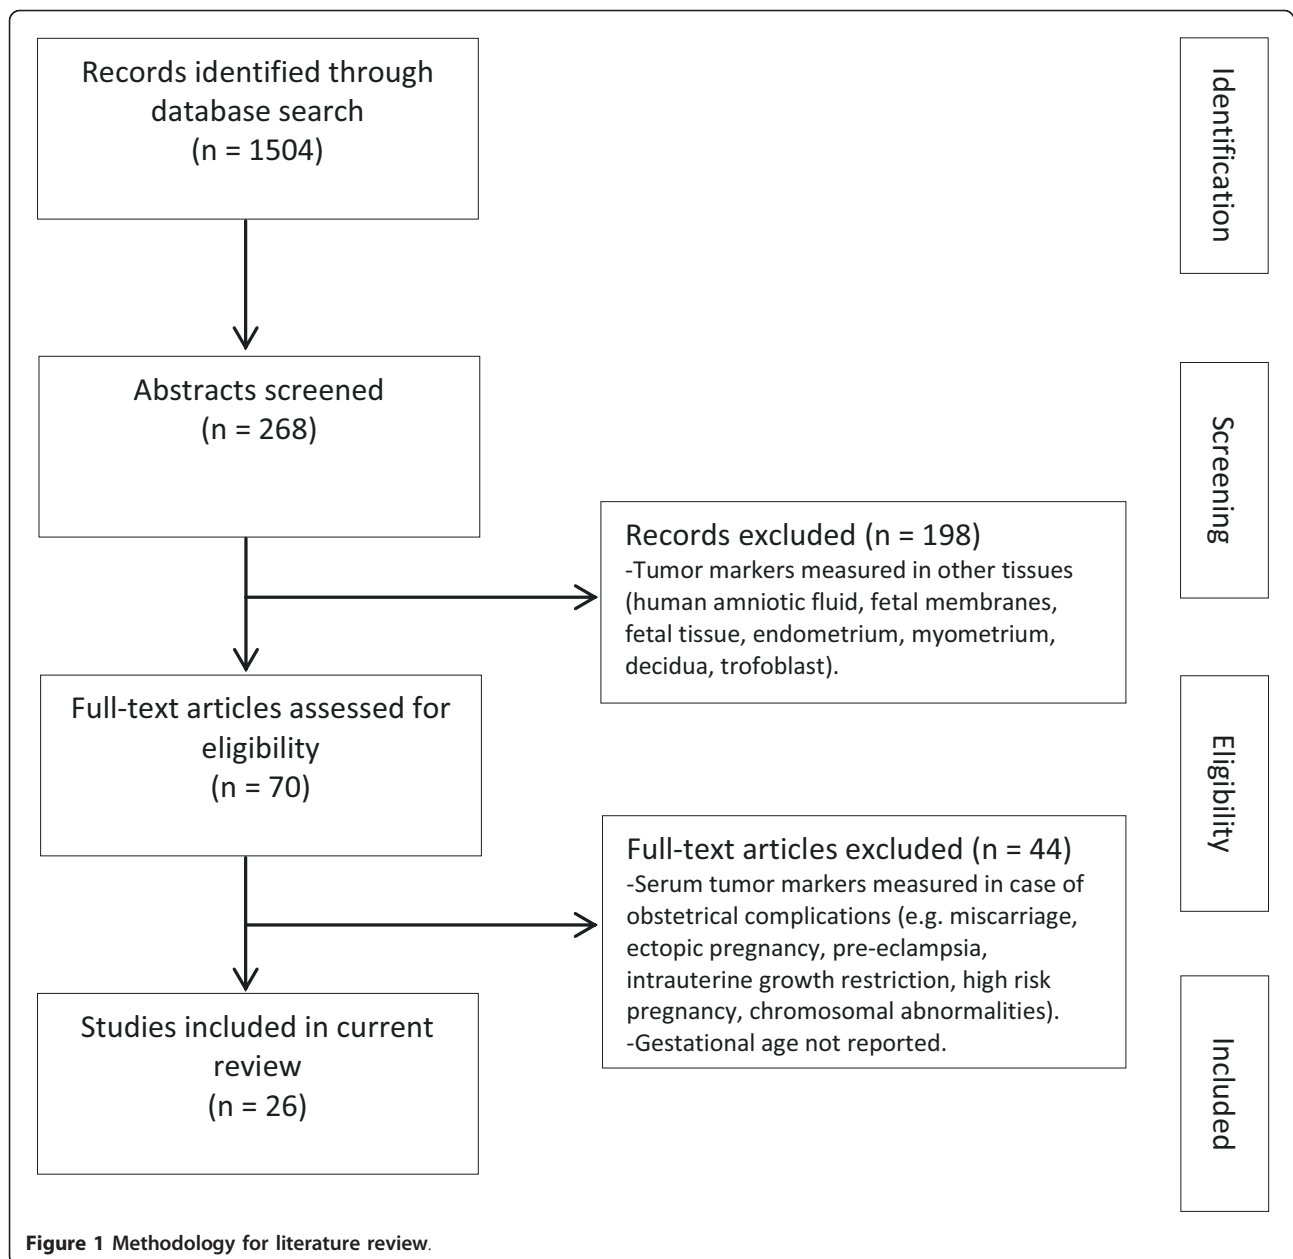 Records identified through
database search
(n = 1504)
Identification
Abstracts screened
(n = 268)
Screening
Records excluded (n = 198)
-Tumor markers measured in other tissues
(human amniotic fluid, fetal membranes,
fetal tissue, endometrium, myometrium,
decidua, trofoblast).
Full-text articles assessed for
eligibility
(n = 70)
Eligibility
Full-text articles excluded (n = 44)
-Serum tumor markers measured in case of
obstetrical complications (e.g. miscarriage,
ectopic pregnancy, pre-eclampsia,
intrauterine growth restriction, high risk
pregnancy, chromosomal abnormalities).
-Gestational age not reported.
Studies included in current
review
(n = 26)
Included
Figure 1 Methodology for literature review.